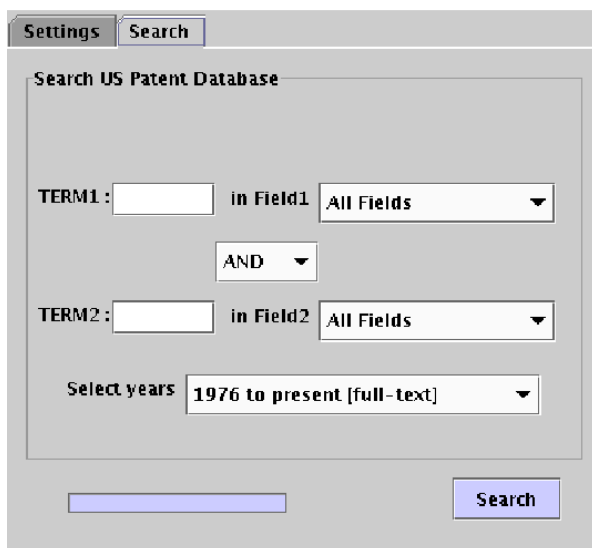 Settings Search
Search US Patent Database
TERM1: in Field1 All Fields
AND
TERM2: in Field2 All Fields
Select years 1976 to present [full-text]
Search